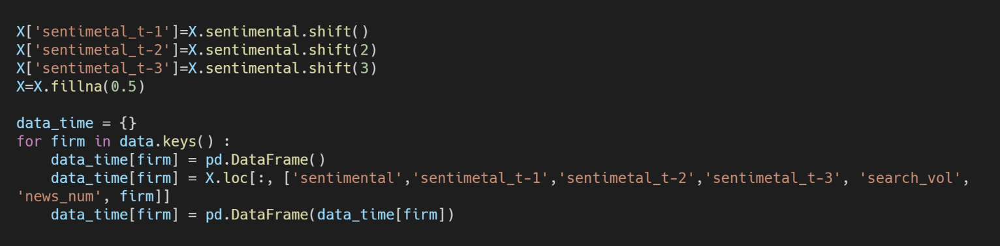 X['sentimetal_t-1']=X.sentimental.shift()
X['sentimetal_t-2']=X.sentimental.shift(2)
X['sentimetal_t-3']=X.sentimental.shift(3)
X=X.fillna(0.5)
data_time = {}
for firm in data.keys() :
    data_time[firm] = pd.DataFrame()
    data_time[firm] = X.loc[:, ['sentimental','sentimetal_t-1','sentimetal_t-2','sentimetal_t-3', 'search_vol',
'news_num', firm]]
    data_time[firm] = pd.DataFrame(data_time[firm])